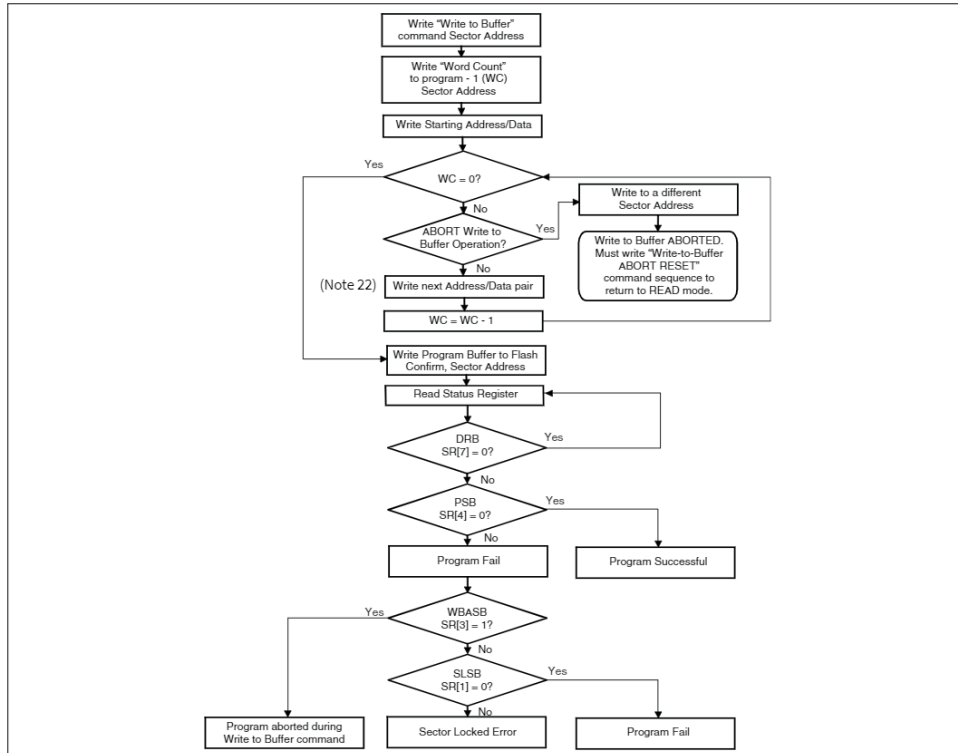 Write “Write to Buffer”
command Sector Address
Write “Word Count”
to program - 1 (WC)
Sector Address
Write Starting Address/Data
Yes
WC = 0?
No
Write to a different
Sector Address
ABORT Write to
Buffer Operation?
Yes
Write to Buffer ABORTED.
Must write “Write-to-Buffer
ABORT RESET”
command sequence to
return to READ mode.
No
(Note 22)
Write next Address/Data pair
WC = WC - 1
Write Program Buffer to Flash
Confirm, Sector Address
Read Status Register
DRB
SR[7] = 0?
Yes
No
PSB
SR[4] = 0?
Yes
No
Program Fail
Program Successful
Yes
WBASB
SR[3] = 1?
No
SLSB
SR[1] = 0?
Yes
No
Program aborted during
Write to Buffer command
Sector Locked Error
Program Fail